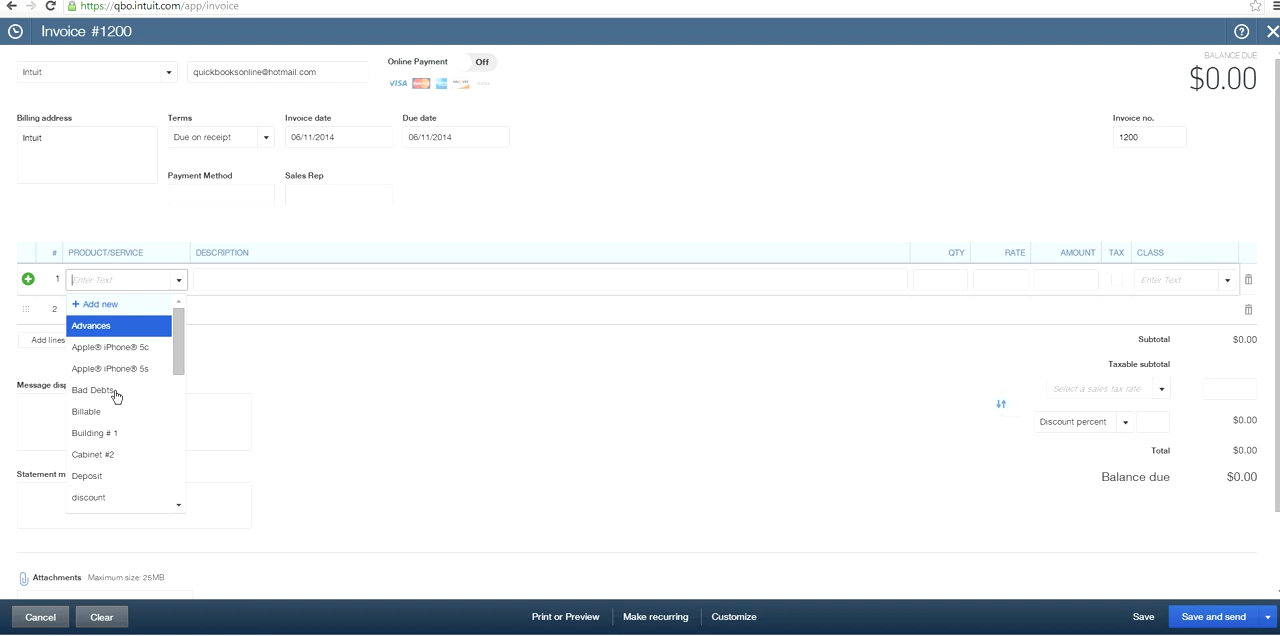 https://qbo.intuit.com/app/invoice
Invoice #1200
Intuit
quickbooksonline@hotmail.com
Online Payment Off
VISA
BALANCE DUE
$0.00
Billing address
Terms
Invoice date
Due date
Invoice no.
Intuit
Due on receipt
06/11/2014
06/11/2014
1200
Payment Method
Sales Rep
# PRODUCT/SERVICE DESCRIPTION QTY RATE AMOUNT TAX CLASS
1 Enter Text Enter Text
+ Add new
2
Advances
Apple® iPhone® 5c
Apple® iPhone® 5s
Bad Debts
Billable
Building # 1
Cabinet #2
Deposit
discount
Add lines
Message disp
Statement m
Subtotal $0.00
Taxable subtotal
Select a sales tax rate
Discount percent $0.00
Total $0.00
Balance due $0.00
Attachments Maximum size: 25MB
Cancel Clear Print or Preview Make recurring Customize Save Save and send